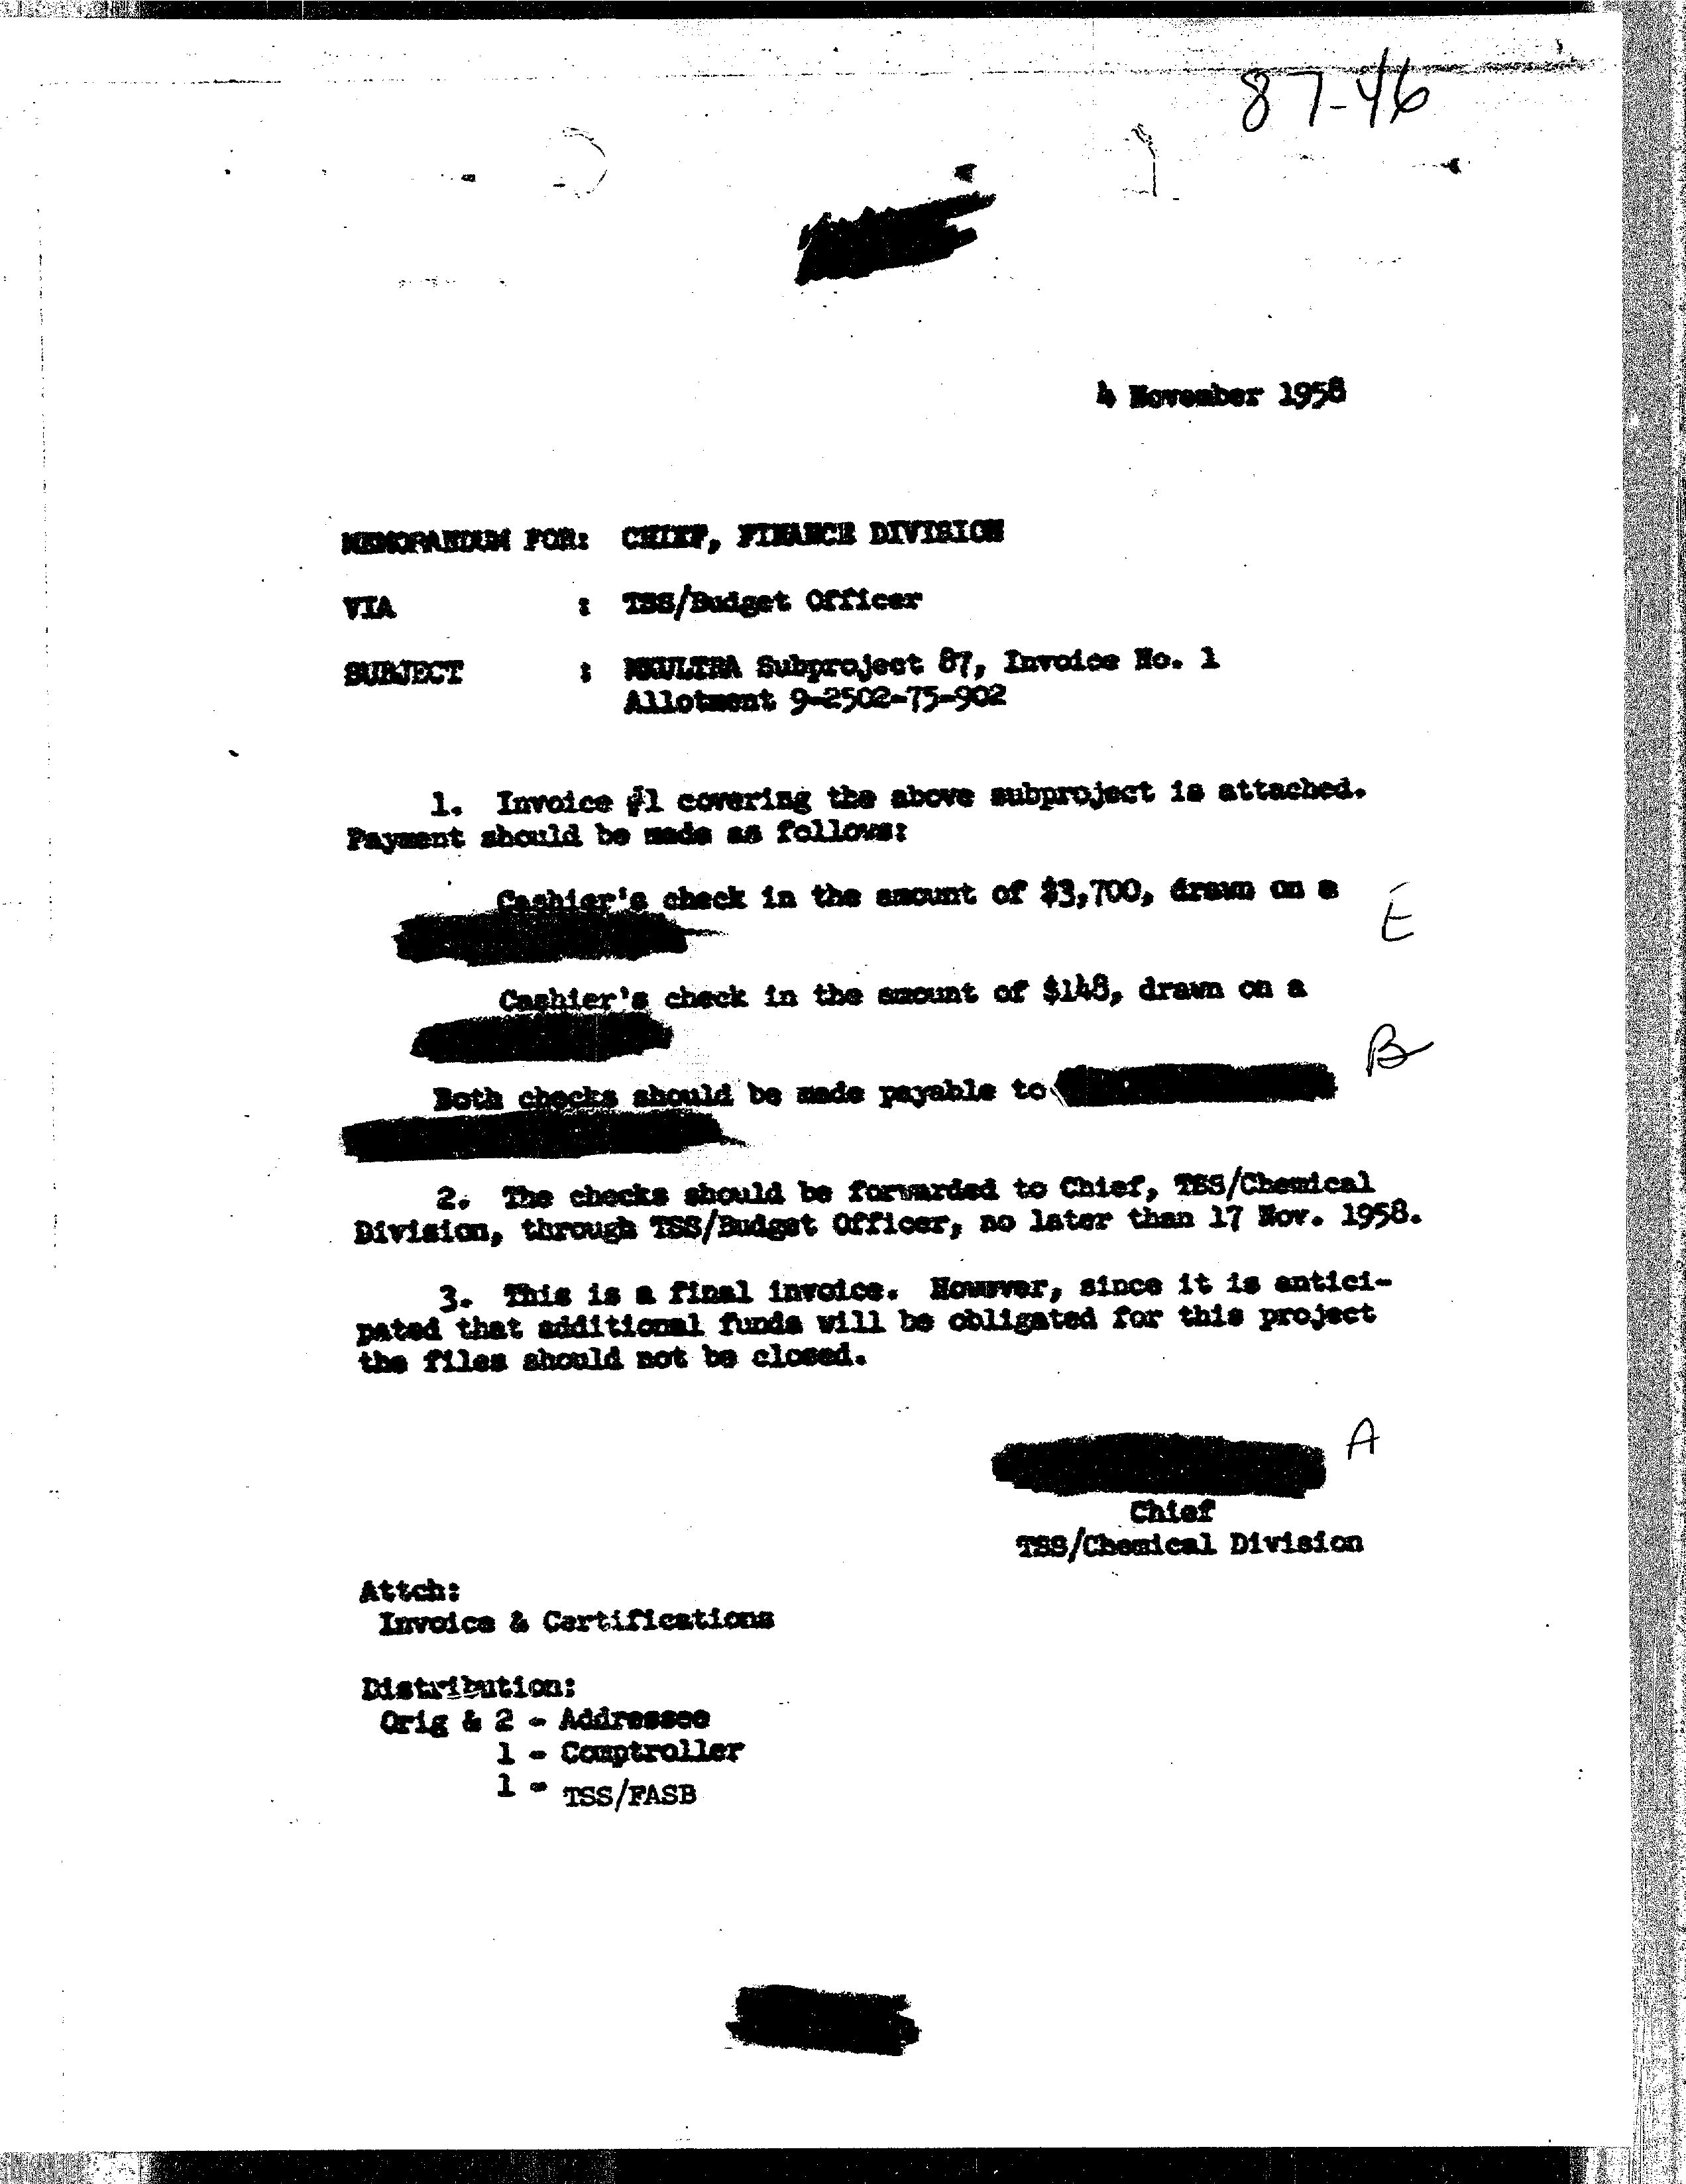 87-46
4 November 1958
MEMORANDUM FOR: CHIEF, FINANCE DIVISION
VIA : TSS/Budget Officer
SUBJECT : MKULTRA Subproject 87, Invoice No. 1
Allotment 9-2502-75-902
1. Invoice #1 covering the above subproject is attached.
Payment should be made as follows:
Cashier's check in the amount of $3,700, drawn on a
E
Cashier's check in the amount of $148, drawn on a
B
Both checks should be made payable to
2. The checks should be forwarded to Chief, TSS/Chemical
Division, through TSS/Budget Officer, no later than 17 Nov. 1958.
3. This is a final invoice. However, since it is antici-
pated that additional funds will be obligated for this project
the files should not be closed.
A
Chief
TSS/Chemical Division
Attch:
Invoice & Certifications
Distribution:
Orig & 2 - Addressee
1 - Comptroller
1 - TSS/FASB